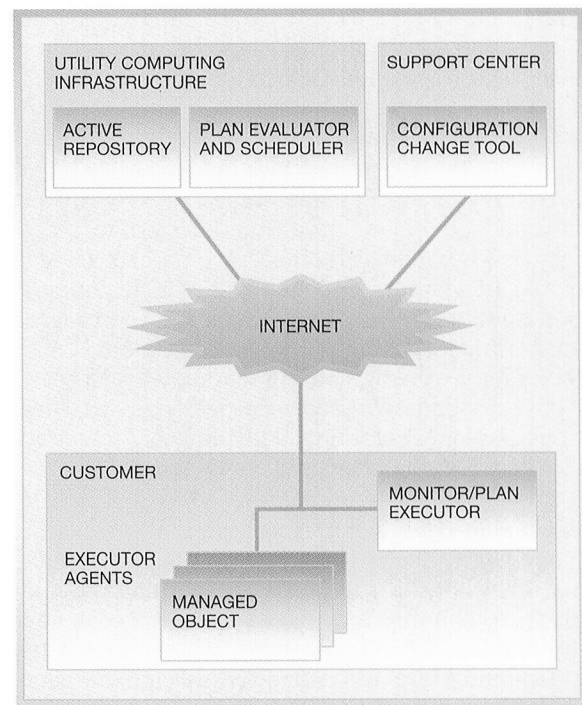 UTILITY COMPUTING
INFRASTRUCTURE
ACTIVE
REPOSITORY
PLAN EVALUATOR
AND SCHEDULER
SUPPORT CENTER
CONFIGURATION
CHANGE TOOL
INTERNET
CUSTOMER
MONITOR/PLAN
EXECUTOR
EXECUTOR
AGENTS
MANAGED
OBJECT